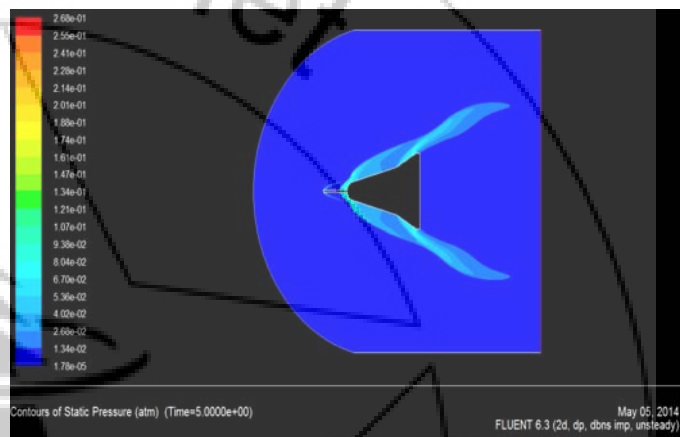 2.68e-01
2.55e-01
2.41e-01
2.28e-01
2.14e-01
2.01e-01
1.88e-01
1.74e-01
1.61e-01
1.47e-01
1.34e-01
1.21e-01
1.07e-01
9.38e-02
8.04e-02
6.70e-02
5.36e-02
4.02e-02
2.68e-02
1.34e-02
1.78e-05
Contours of Static Pressure (atm) (Time=5.0000e+00)
May 05, 2014
FLUENT 6.3 (2d, dp, dbns imp, unsteady)